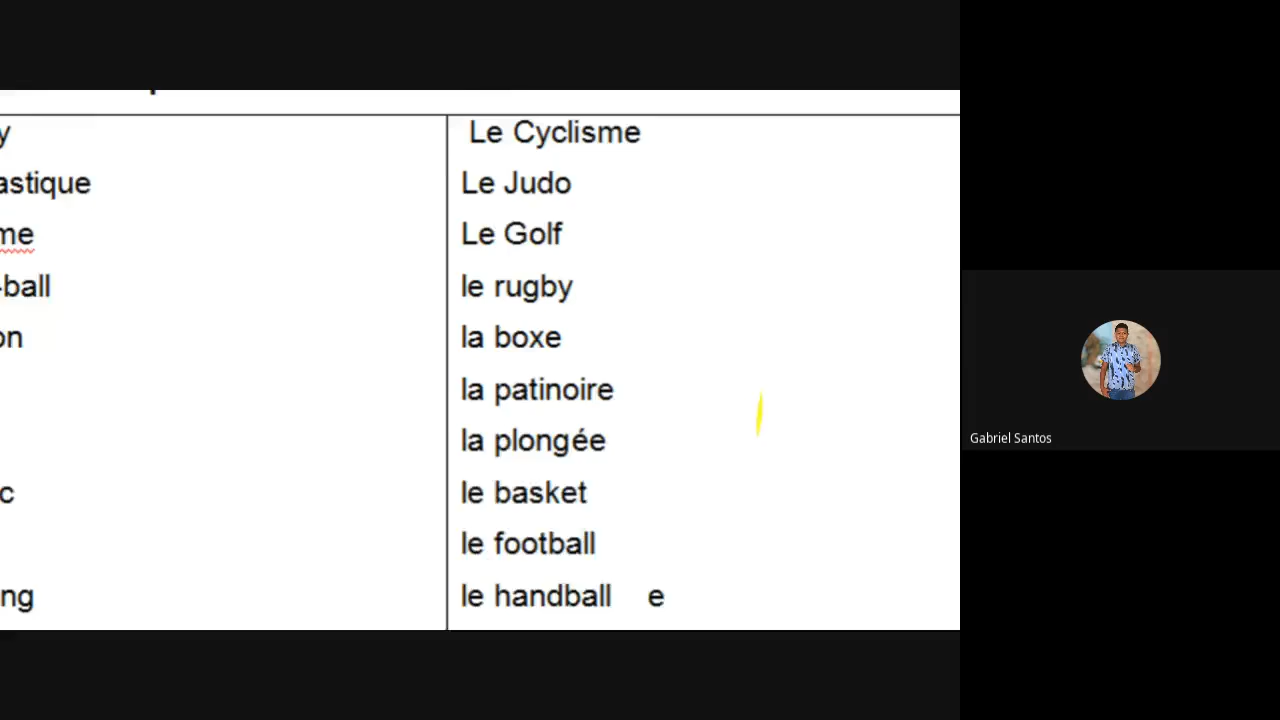 y
Le Cyclisme
astique
Le Judo
me
Le Golf
-ball
le rugby
on
la boxe
la patinoire
la plongée
c
le basket
le football
ng
le handball e
Gabriel Santos